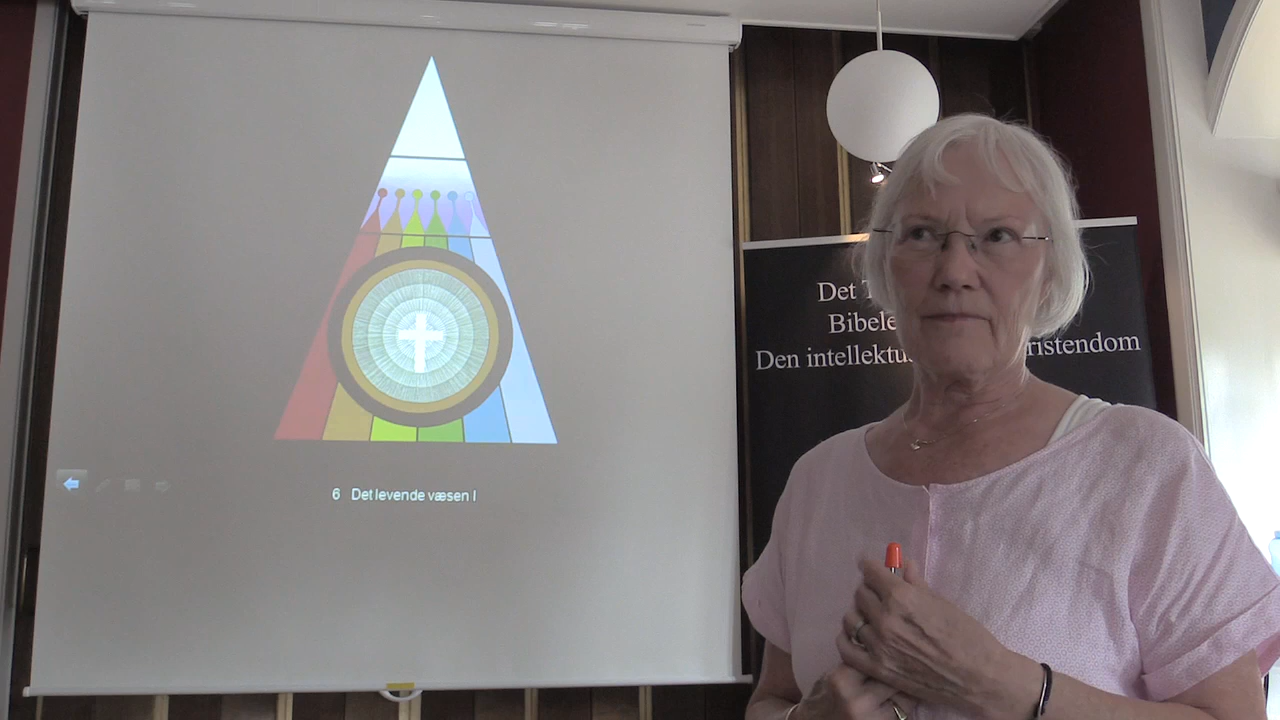 6 Det levende væsen I
Det
Bibele
Den intellektu ristendom